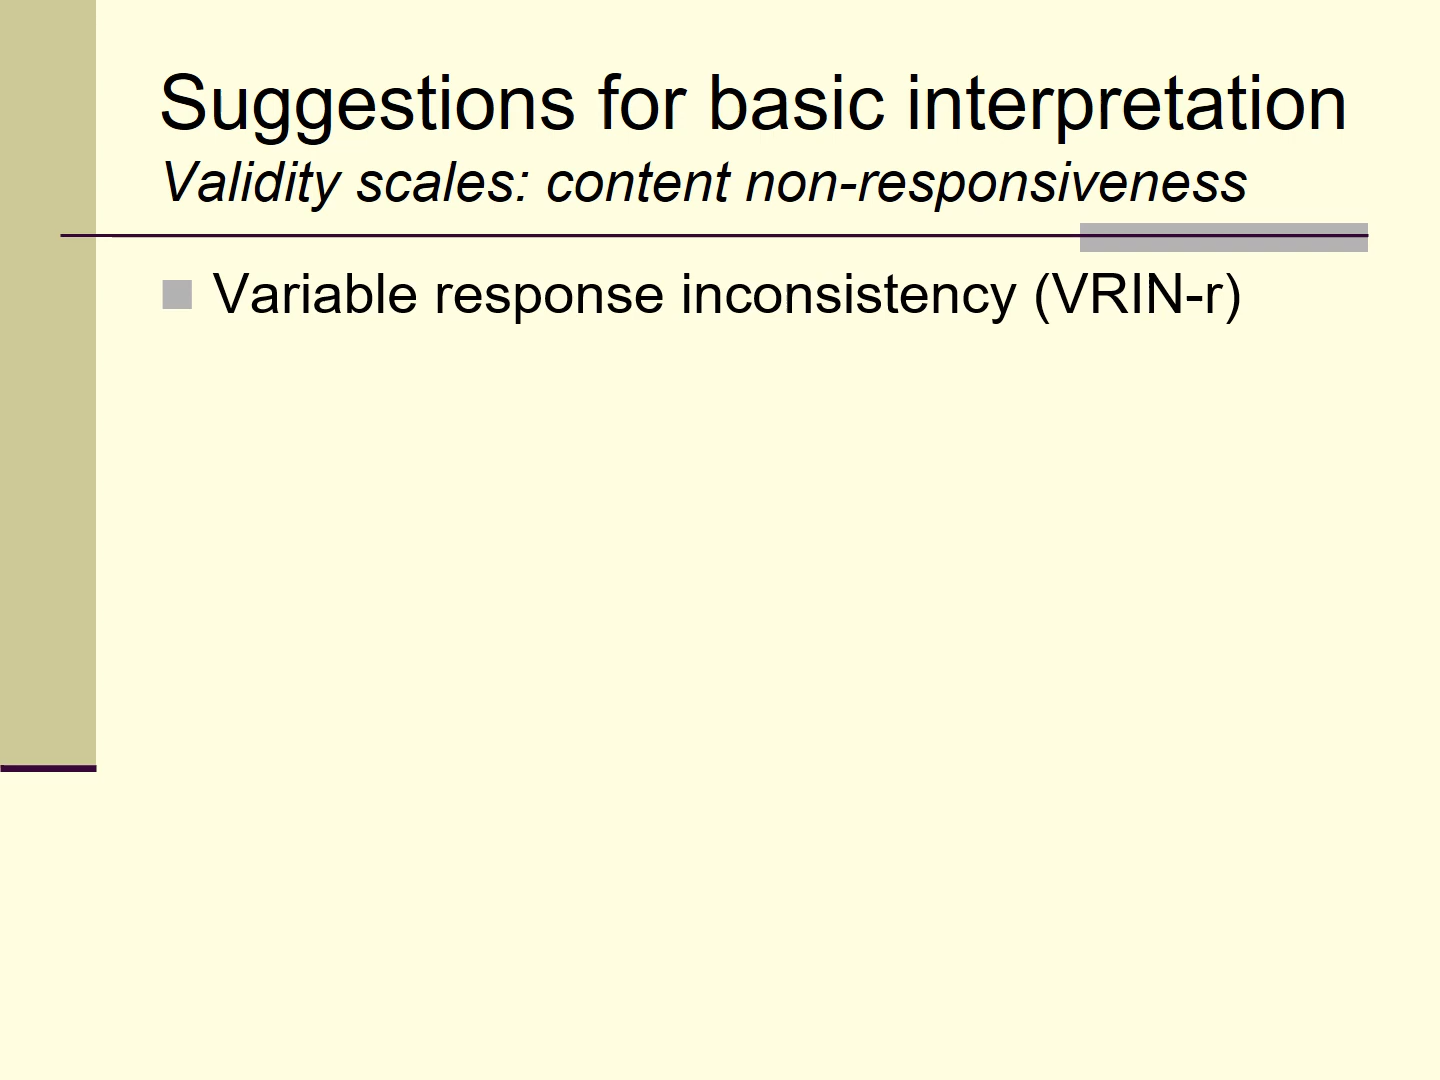 Suggestions for basic interpretation
Validity scales: content non-responsiveness
Variable response inconsistency (VRIN-r)